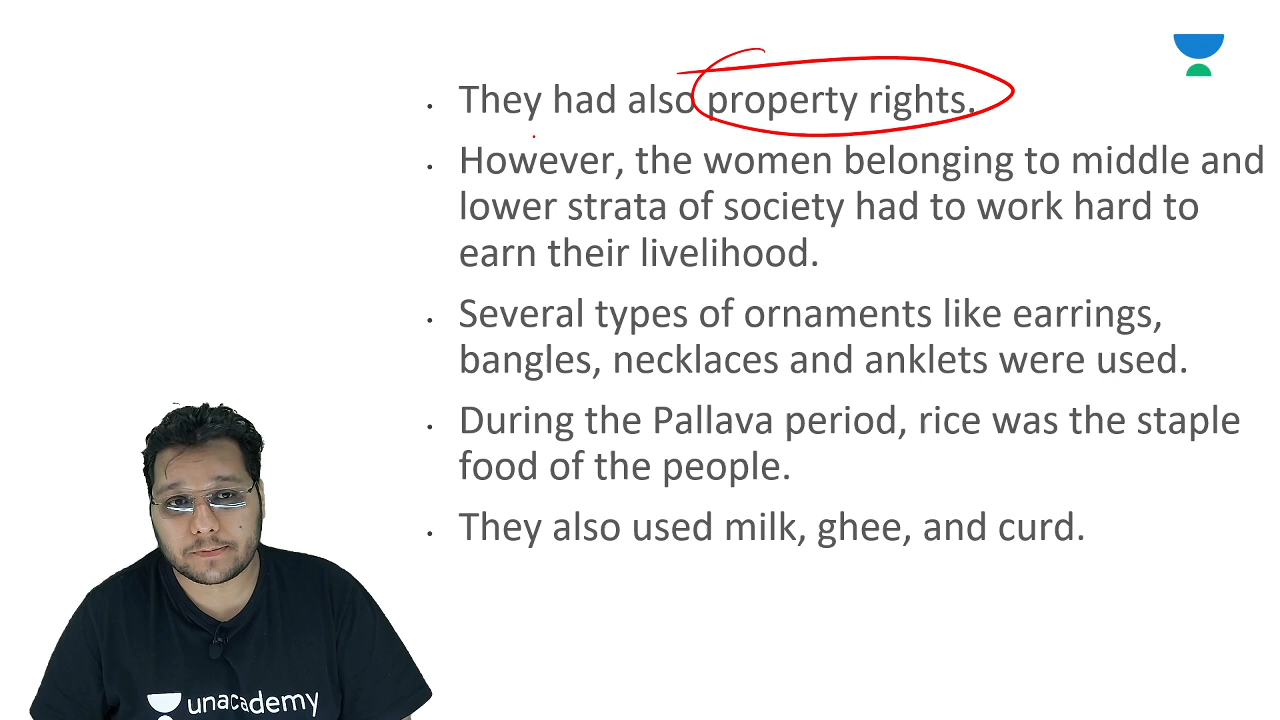 • They had also property rights.
• However, the women belonging to middle and
lower strata of society had to work hard to
earn their livelihood.
• Several types of ornaments like earrings,
bangles, necklaces and anklets were used.
• During the Pallava period, rice was the staple
food of the people.
• They also used milk, ghee, and curd.
unacademy